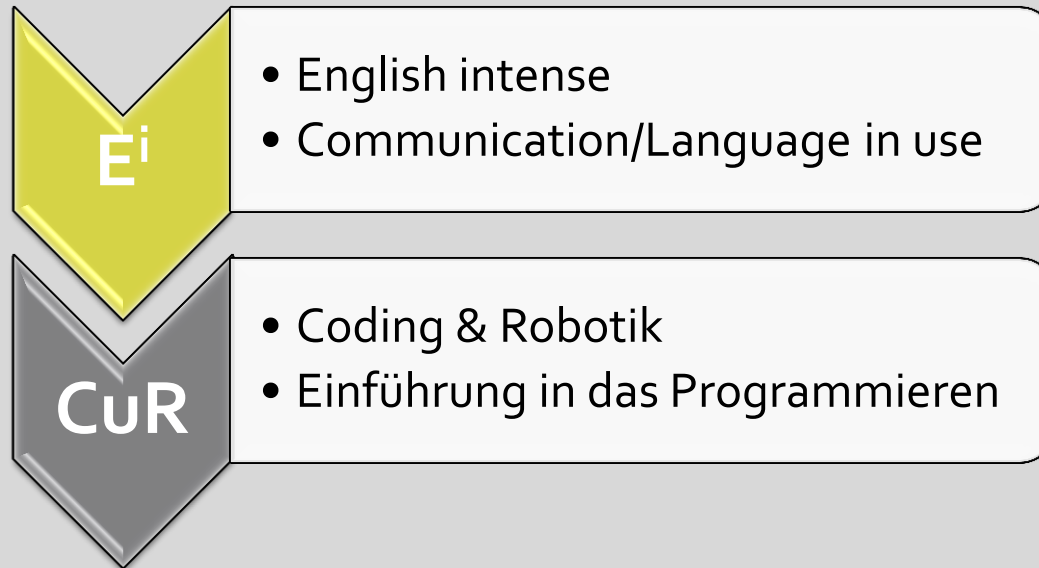 Eⁱ
• English intense
• Communication/Language in use
CuR
• Coding & Robotik
• Einführung in das Programmieren